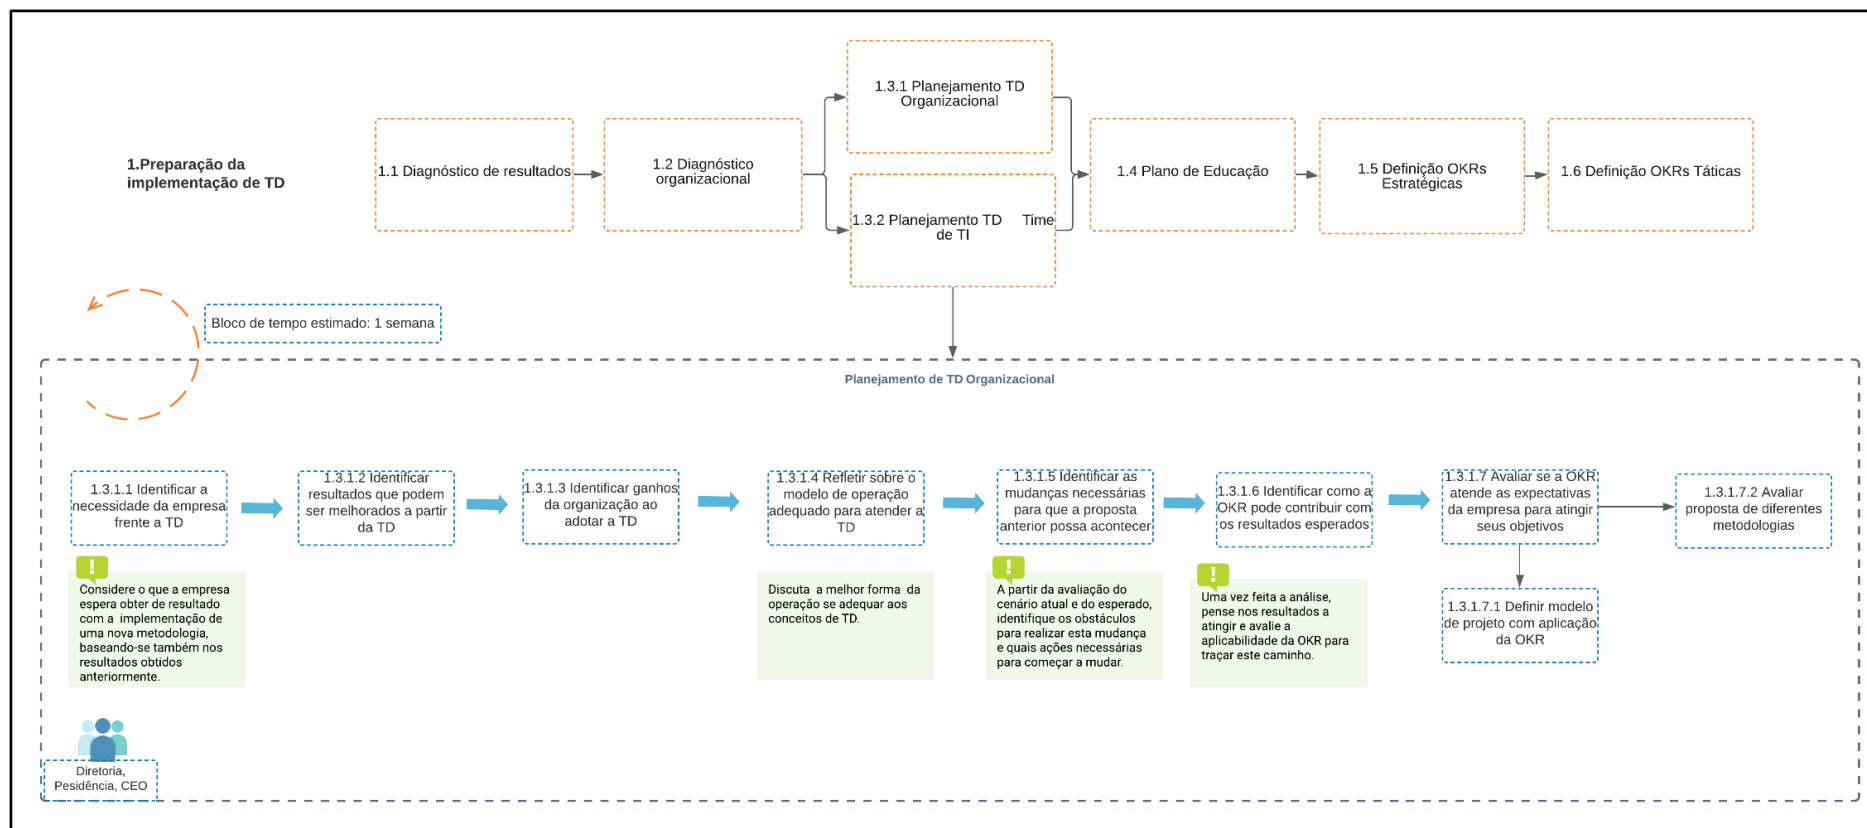 1.3.1 Planejamento TD
Organizacional
1.Preparação da
implementação de TD
1.1 Diagnóstico de resultados
1.2 Diagnóstico
organizacional
1.4 Plano de Educação
1.5 Definição OKRs
Estratégicas
1.6 Definição OKRs Táticas
1.3.2 Planejamento TD Time
de TI
Bloco de tempo estimado: 1 semana
Planejamento de TD Organizacional
1.3.1.1 Identificar a
necessidade da empresa
frente a TD
1.3.1.2 Identificar
resultados que podem
ser melhorados a partir
da TD
1.3.1.3 Identificar ganhos
da organização ao
adotar a TD
1.3.1.4 Refletir sobre o
modelo de operação
adequado para atender a
TD
1.3.1.5 Identificar as
mudanças necessárias
para que a proposta
anterior possa acontecer
1.3.1.6 Identificar como a
OKR pode contribuir com
os resultados esperados
1.3.1.7 Avaliar se a OKR
atende as expectativas
da empresa para atingir
seus objetivos
1.3.1.7.2 Avaliar
proposta de diferentes
metodologias
!
Considere o que a empresa
espera obter de resultado
com a implementação de
uma nova metodologia,
baseando-se também nos
resultados obtidos
anteriormente.
Discuta a melhor forma da
operação se adequar aos
conceitos de TD.
!
A partir da avaliação do
cenário atual e do esperado,
identifique os obstáculos
para realizar esta mudança
e quais ações necessárias
para começar a mudar.
!
Uma vez feita a análise,
pense nos resultados a
atingir e avalie a
aplicabilidade da OKR para
traçar este caminho.
1.3.1.7.1 Definir modelo
de projeto com aplicação
da OKR
Diretoria,
Pesidência, CEO